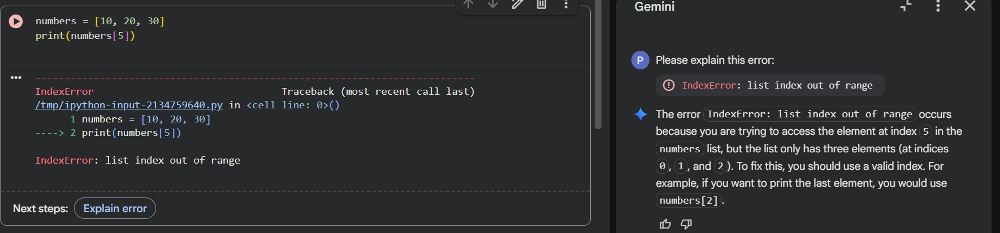 numbers = [10, 20, 30]
print(numbers[5])
---------------------------------------------------------------------------
IndexError                                Traceback (most recent call last)
/tmp/ipython-input-2134759640.py in <cell line: 0>()
      1 numbers = [10, 20, 30]
----> 2 print(numbers[5])

IndexError: list index out of range
Next steps: Explain error
Gemini
P Please explain this error:
IndexError: list index out of range
The error IndexError: list index out of range occurs
because you are trying to access the element at index 5 in the
numbers list, but the list only has three elements (at indices
0, 1, and 2). To fix this, you should use a valid index. For
example, if you want to print the last element, you would use
numbers[2].